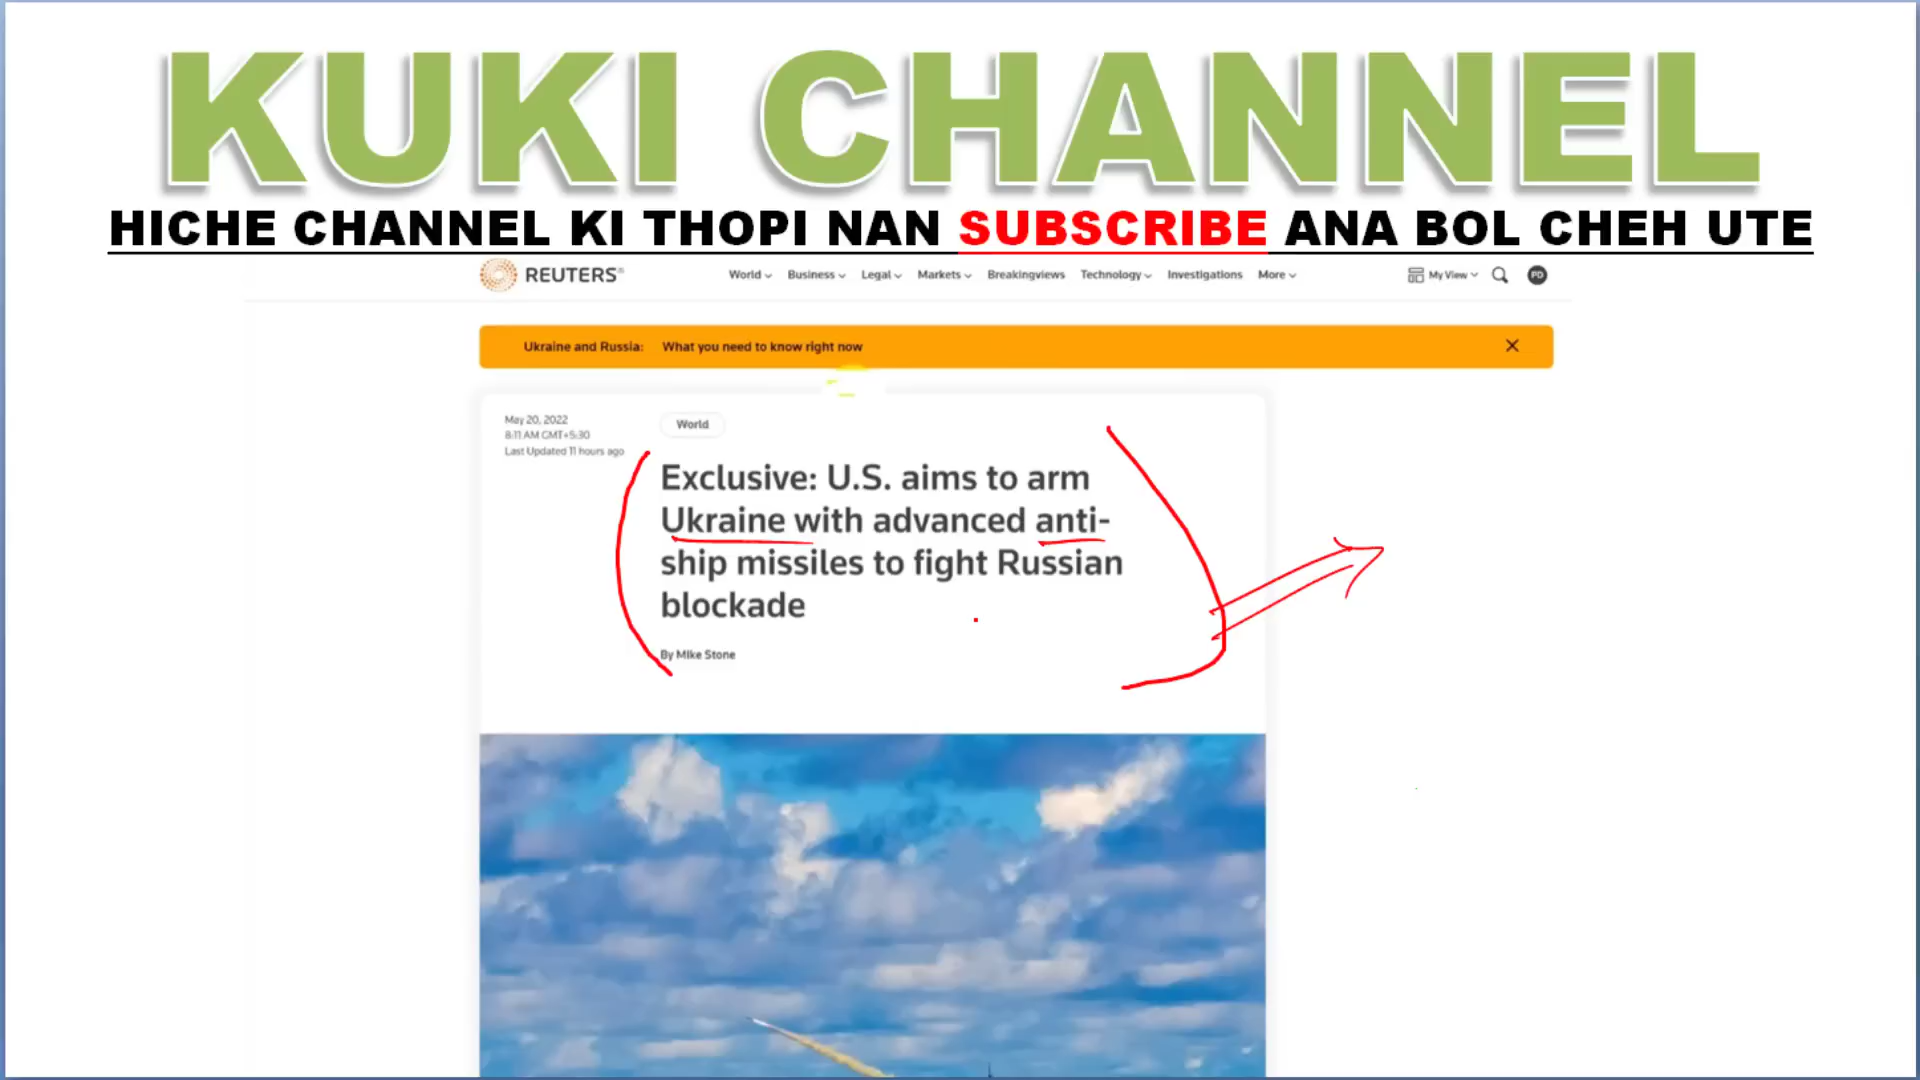 KUKI CHANNEL
HICHE CHANNEL KI THOPI NAN SUBSCRIBE ANA BOL CHEH UTE
REUTERS® World Business Legal Markets Breakingviews Technology Investigations More My View PD
Ukraine and Russia: What you need to know right now
May 20, 2022
8:11 AM GMT+5:30
Last Updated 11 hours ago
World
Exclusive: U.S. aims to arm
Ukraine with advanced anti-
ship missiles to fight Russian
blockade
By Mike Stone